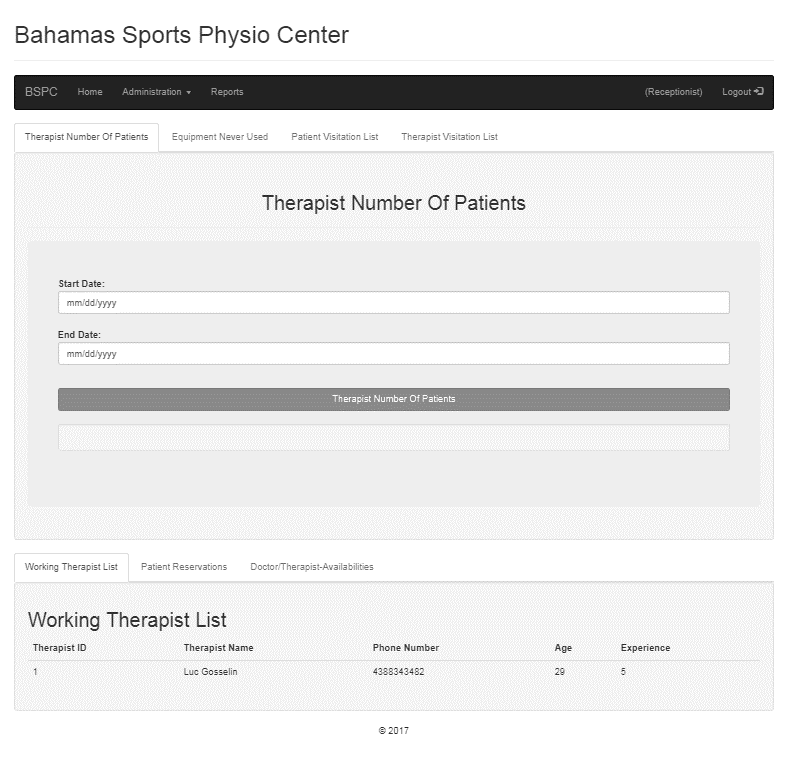 Bahamas Sports Physio Center
BSPC Home Administration Reports (Receptionist) Logout
Therapist Number Of Patients Equipment Never Used Patient Visitation List Therapist Visitation List
Therapist Number Of Patients
Start Date:
mm/dd/yyyy
End Date:
mm/dd/yyyy
Therapist Number Of Patients
Working Therapist List Patient Reservations Doctor/Therapist-Availabilities
Working Therapist List
Therapist ID Therapist Name Phone Number Age Experience
1 Luc Gosselin 4388343482 29 5
© 2017